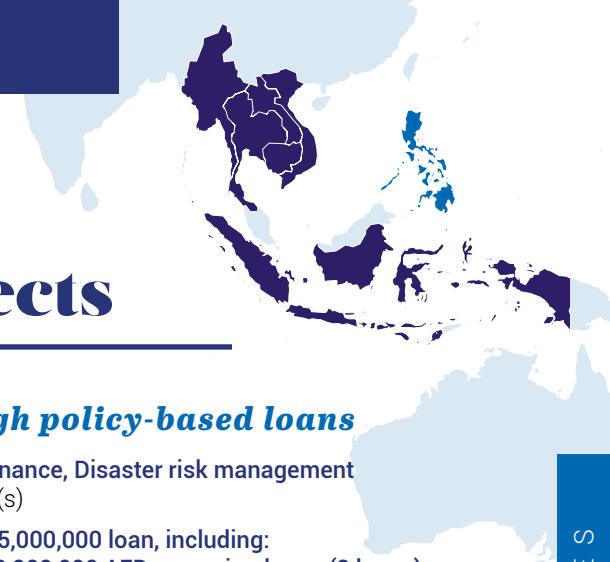 ects
gh policy-based loans
nance, Disaster risk management
(s)
5,000,000 loan, including: